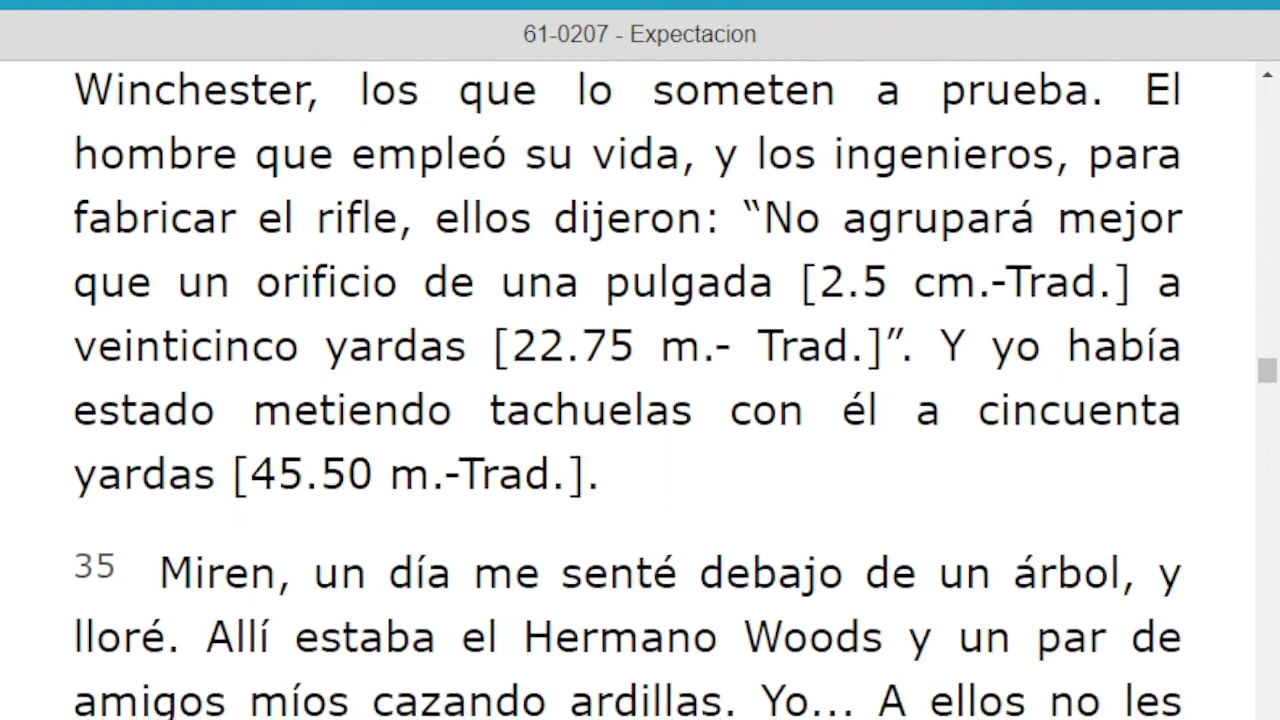 61-0207 - Expectacion
Winchester, los que lo someten a prueba. El
hombre que empleó su vida, y los ingenieros, para
fabricar el rifle, ellos dijeron: “No agrupará mejor
que un orificio de una pulgada [2.5 cm.-Trad.] a
veinticinco yardas [22.75 m.- Trad.]”. Y yo había
estado metiendo tachuelas con él a cincuenta
yardas [45.50 m.-Trad.].
35 Miren, un día me senté debajo de un árbol, y
lloré. Allí estaba el Hermano Woods y un par de
amigos míos cazando ardillas. Yo... A ellos no les